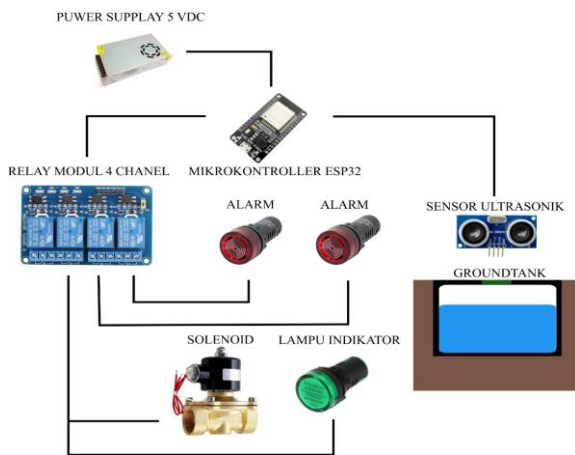 PUWER SUPPLAY 5 VDC
RELAY MODUL 4 CHANEL
MIKROKONTROLLER ESP32
ALARM
ALARM
SENSOR ULTRASONIK
GROUNDTANK
SOLENOID
LAMPU INDIKATOR